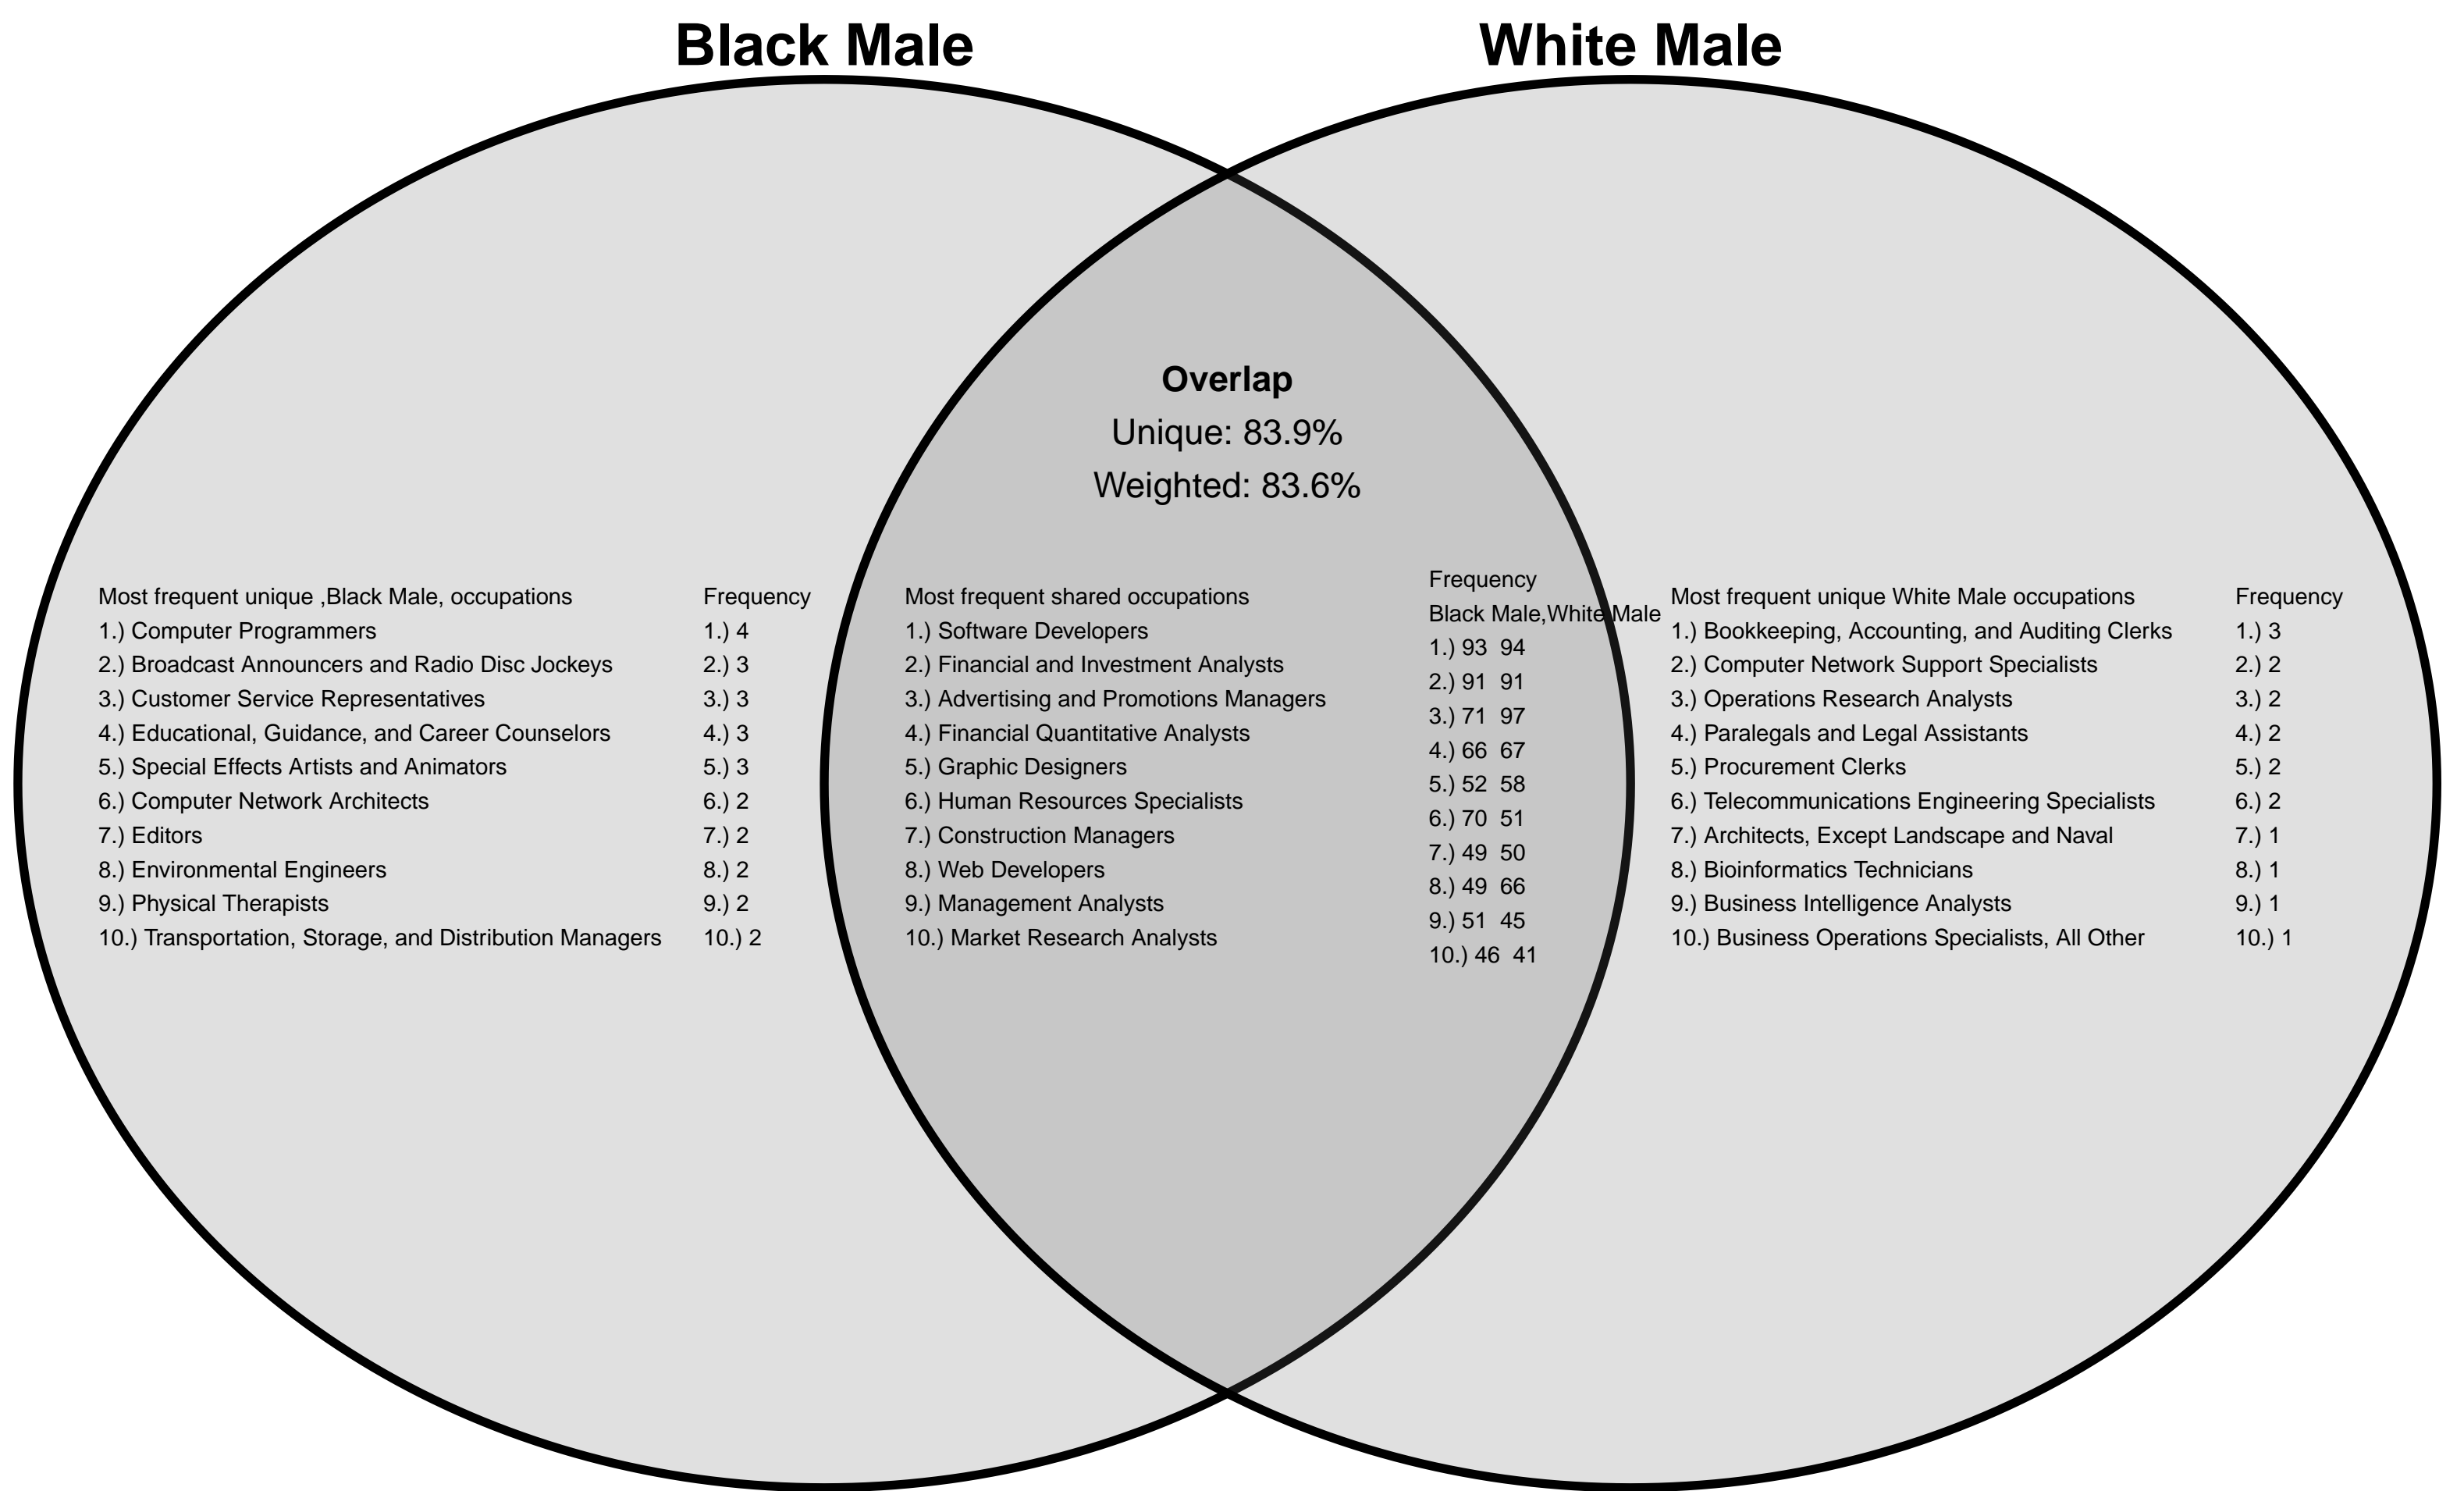 Black Male
White Male
Overlap
Unique: 83.9%
Weighted: 83.6%
Most frequent unique ,Black Male, occupations
1.) Computer Programmers
2.) Broadcast Announcers and Radio Disc Jockeys
3.) Customer Service Representatives
4.) Educational, Guidance, and Career Counselors
5.) Special Effects Artists and Animators
6.) Computer Network Architects
7.) Editors
8.) Environmental Engineers
9.) Physical Therapists
10.) Transportation, Storage, and Distribution Managers
Frequency
1.) 4
2.) 3
3.) 3
4.) 3
5.) 3
6.) 2
7.) 2
8.) 2
9.) 2
10.) 2
Most frequent shared occupations
1.) Software Developers
2.) Financial and Investment Analysts
3.) Advertising and Promotions Managers
4.) Financial Quantitative Analysts
5.) Graphic Designers
6.) Human Resources Specialists
7.) Construction Managers
8.) Web Developers
9.) Management Analysts
10.) Market Research Analysts
Frequency
Black Male,White Male
1.) 93 94
2.) 91 91
3.) 71 97
4.) 66 67
5.) 52 58
6.) 70 51
7.) 49 50
8.) 49 66
9.) 51 45
10.) 46 41
Most frequent unique White Male occupations
1.) Bookkeeping, Accounting, and Auditing Clerks
2.) Computer Network Support Specialists
3.) Operations Research Analysts
4.) Paralegals and Legal Assistants
5.) Procurement Clerks
6.) Telecommunications Engineering Specialists
7.) Architects, Except Landscape and Naval
8.) Bioinformatics Technicians
9.) Business Intelligence Analysts
10.) Business Operations Specialists, All Other
Frequency
1.) 3
2.) 2
3.) 2
4.) 2
5.) 2
6.) 2
7.) 1
8.) 1
9.) 1
10.) 1